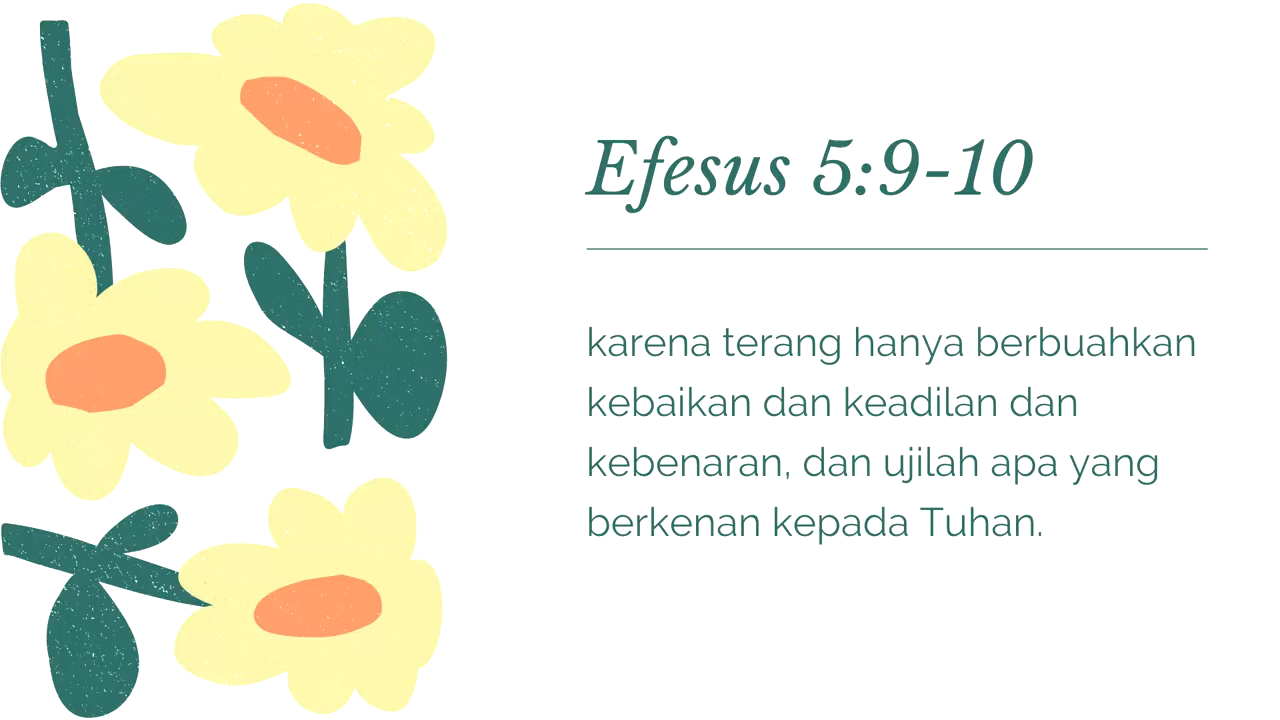 Efesus 5:9-10
karena terang hanya berbuahkan
kebaikan dan keadilan dan
kebenaran, dan ujilah apa yang
berkenan kepada Tuhan.